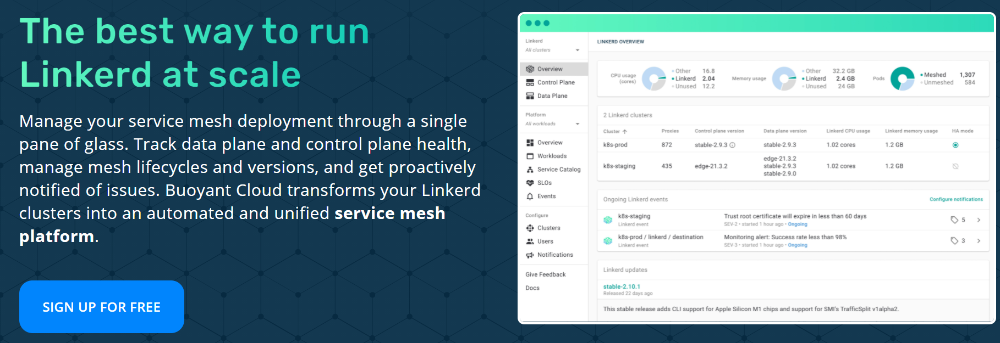 The best way to run
Linkerd at scale
Manage your service mesh deployment through a single
pane of glass. Track data plane and control plane health,
manage mesh lifecycles and versions, and get proactively
notified of issues. Buoyant Cloud transforms your Linkerd
clusters into an automated and unified service mesh
platform.
SIGN UP FOR FREE
Linkerd
All clusters
Overview
Control Plane
Data Plane
Platform
All workloads
Overview
Workloads
Service Catalog
SLOs
Events
Configure
Clusters
Users
Notifications
Give Feedback
Docs
LINKERD OVERVIEW
CPU usage
(cores)
Other 16.8
Linkerd 2.04
Unused 12.2
Memory usage
Other 32.2 GB
Linkerd 2.4 GB
Unused 24 GB
Pods
Meshed 1,307
Unmeshed 584
2 Linkerd clusters
Cluster Proxies Control plane version Data plane version Linkerd CPU usage Linkerd memory usage HA mode
k8s-prod 872 stable-2.9.3 stable-2.9.3 1.02 cores 1.2 GB
k8s-staging 435 edge-21.3.2 edge-21.3.2 1.02 cores 1.2 GB
stable-2.9.3
stable-2.9.0
Ongoing Linkerd events Configure notifications
k8s-staging Trust root certificate will expire in less than 60 days 5
Linkerd event SEV-2 • started 1 hour ago • Ongoing
k8s-prod / linkerd / destination Monitoring alert: Success rate less than 98% 3
Linkerd event SEV-3 • started 1 hour ago • Ongoing
Linkerd updates
stable-2.10.1
Released 22 days ago
This stable release adds CLI support for Apple Silicon M1 chips and support for SMI's TrafficSplit v1alpha2.